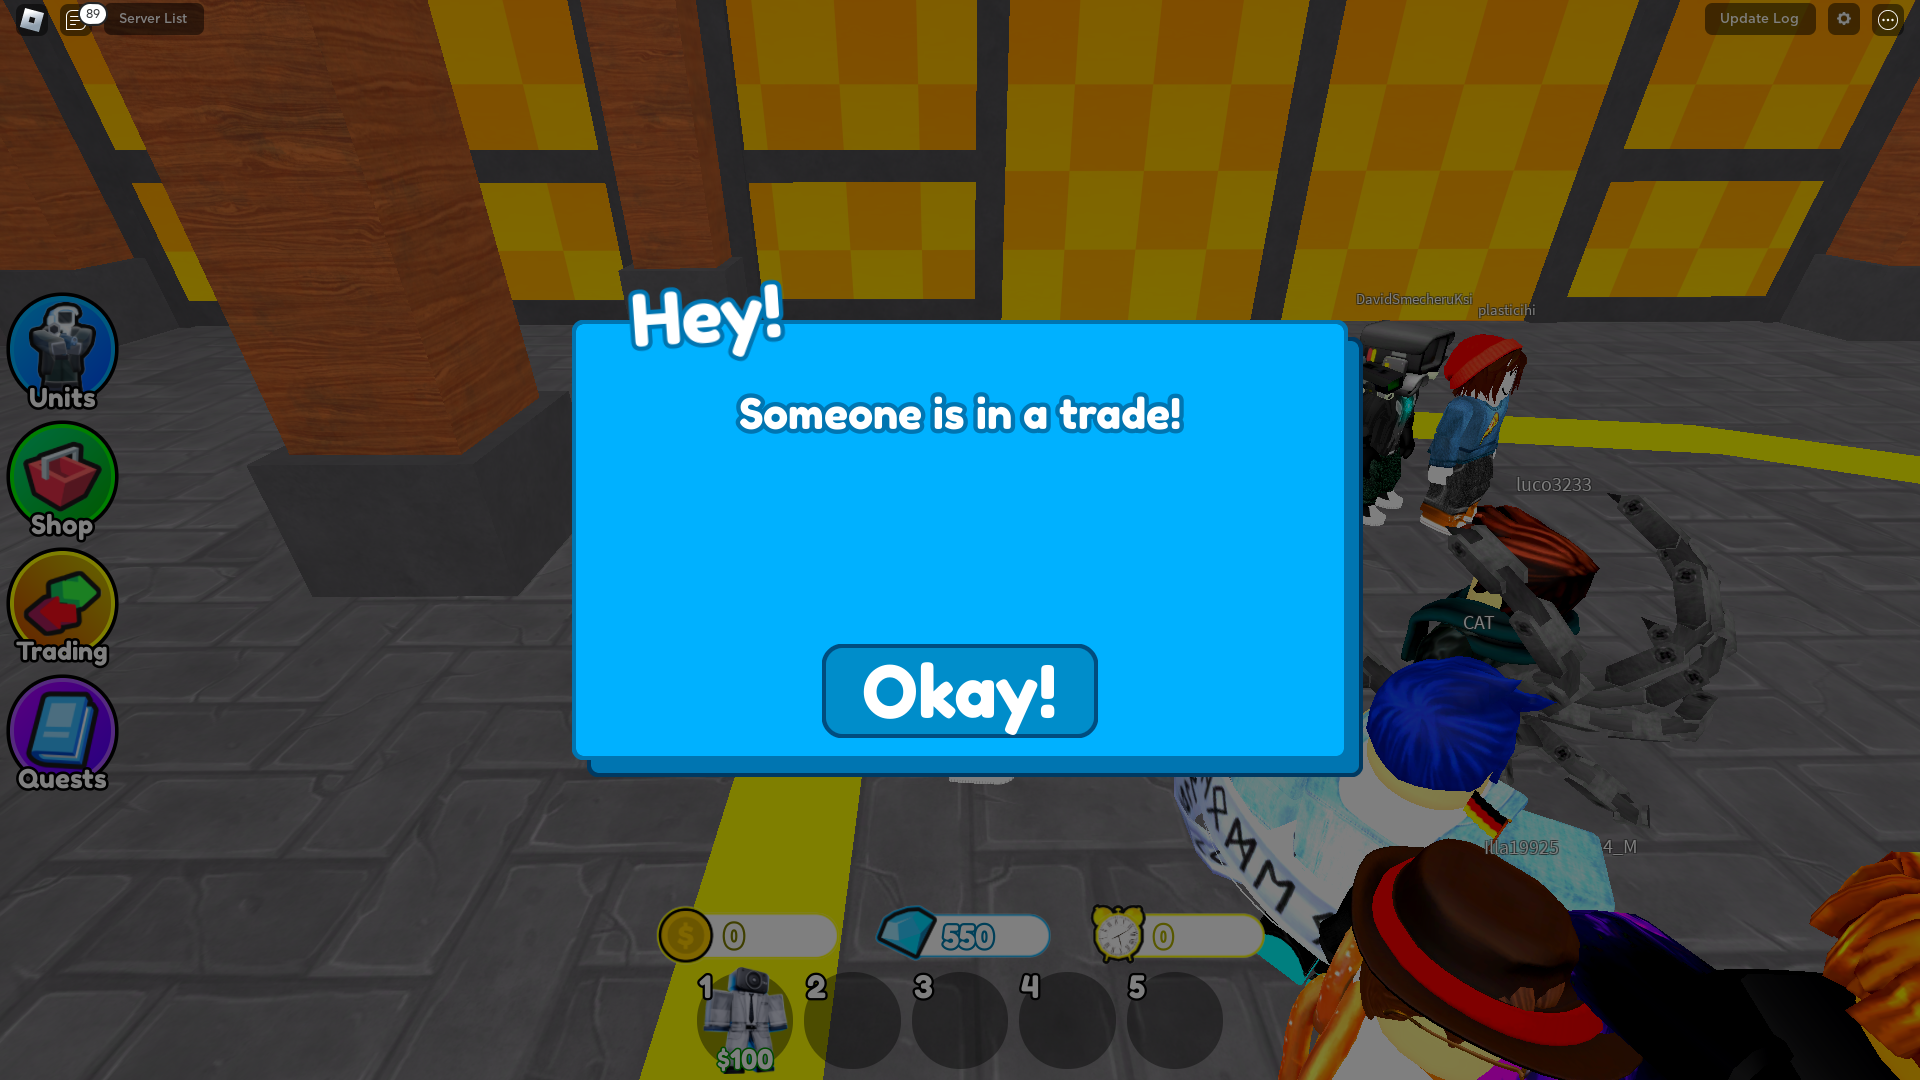 89
Server List
Update Log
Hey!
DavidSmecheruKsi
plasticihi
Someone is in a trade!
Units
luco3233
Shop
CAT
Trading
Okay!
Quests
4_M
0
550
0
1
2
3
4
5
$100